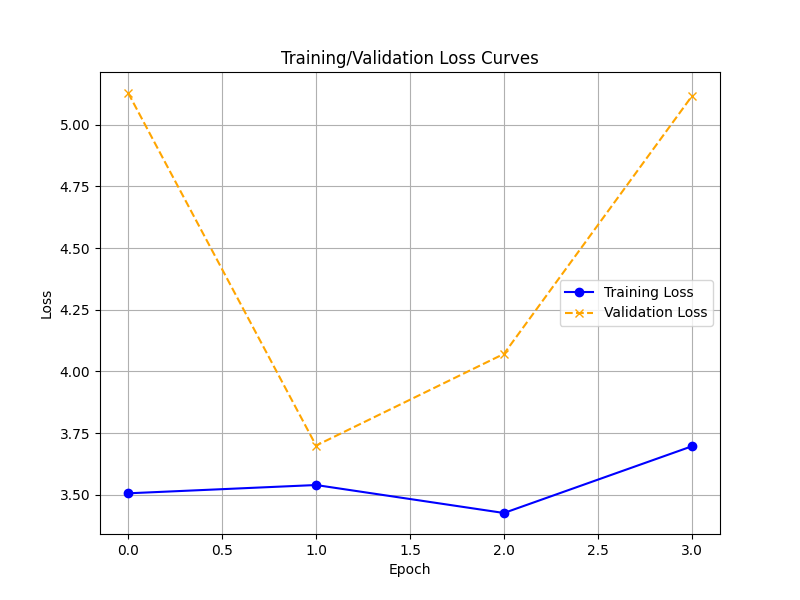 Training/Validation Loss Curves
5.00
4.75
4.50
4.25
4.00
3.75
3.50
Loss
Training Loss
Validation Loss
0.0 0.5 1.0 1.5 2.0 2.5 3.0
Epoch